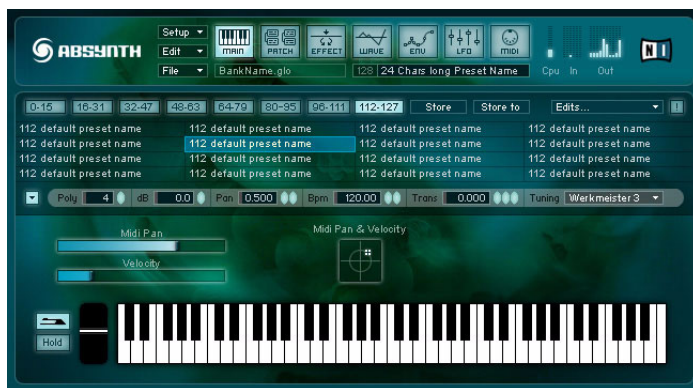 ABSYNTH
Setup
Edit
File
MAIN
PATCH
EFFECT
WAVE
ENV
LFO
MIDI
BankName.glo
128 24 Chars long Preset Name
Cpu In Out
NI
0-15 16-31 32-47 48-63 64-79 80-95 96-111 112-127 Store Store to Edits... !
112 default preset name 112 default preset name 112 default preset name 112 default preset name
112 default preset name 112 default preset name 112 default preset name 112 default preset name
112 default preset name 112 default preset name 112 default preset name 112 default preset name
112 default preset name 112 default preset name 112 default preset name 112 default preset name
Poly 4 dB 0.0 Pan 0.500 Bpm 120.00 Trans 0.000 Tuning Werkmeister 3
Midi Pan
Midi Pan & Velocity
Velocity
Hold